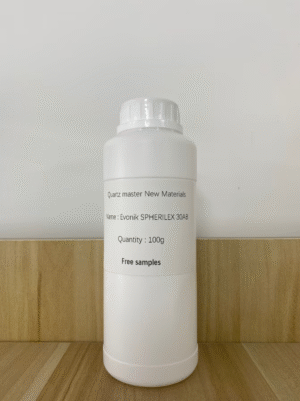 Quartz master New Materials
Name : Evonik SPHERILEX 30AB
Quantity : 100g
Free samples